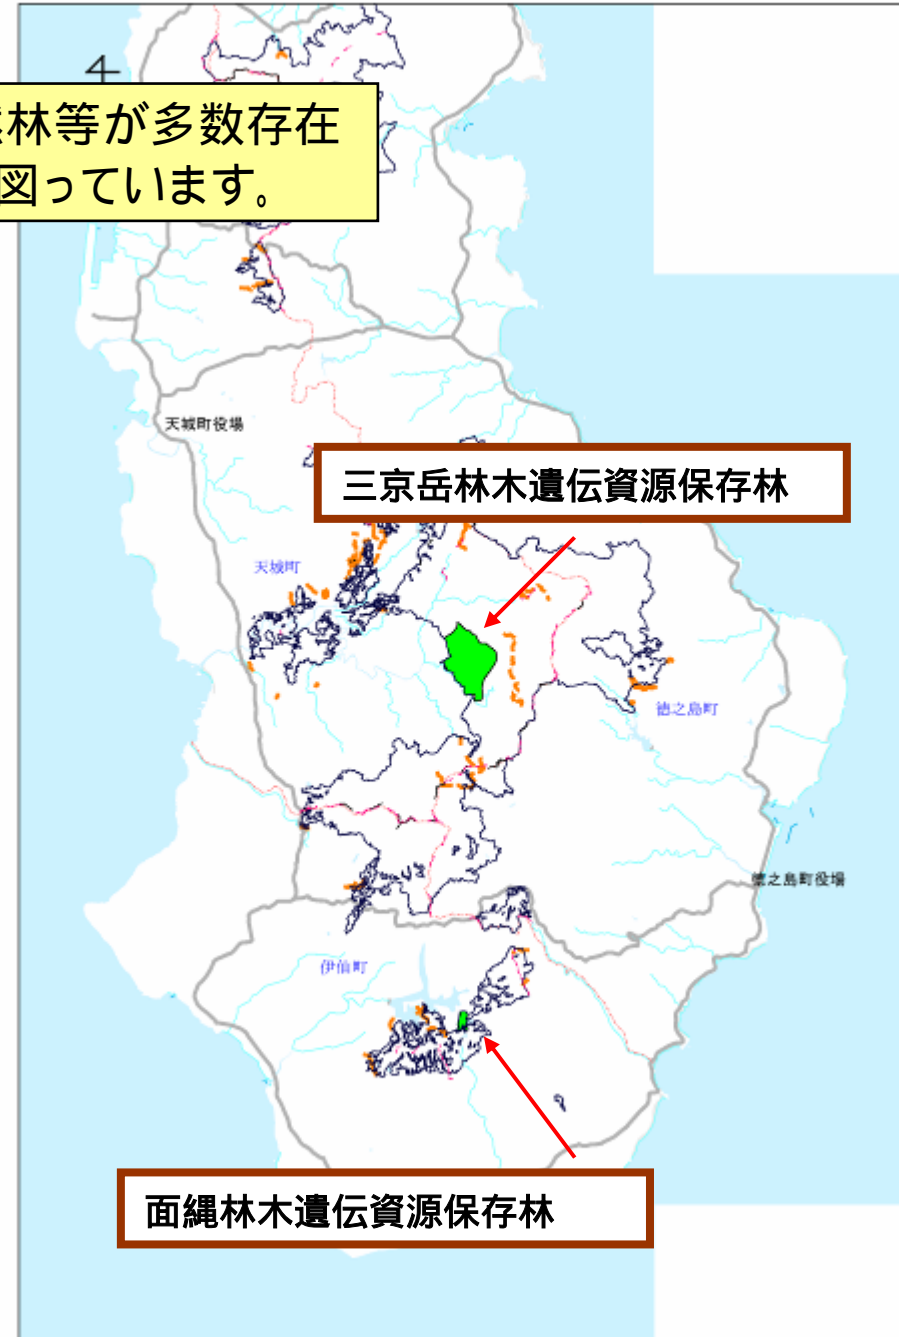 林等が多数存在
図っています。
天城町役場
三京岳林木遺伝資源保存林
天城町
徳之島町
徳之島町役場
伊仙町
面縄林木遺伝資源保存林